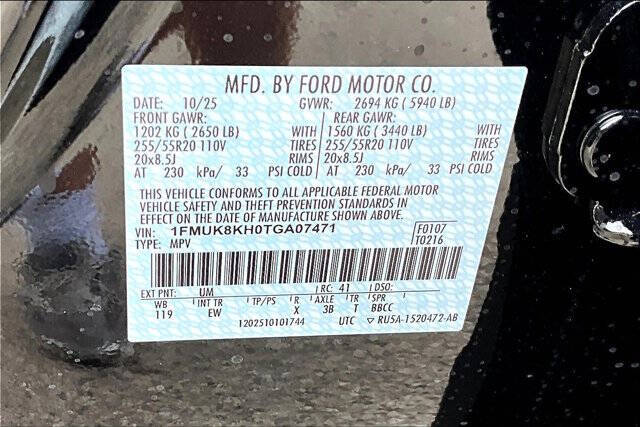 MFD. BY FORD MOTOR CO.
DATE: 10/25 GVWR: 2694 KG ( 5940 LB)
FRONT GAWR: REAR GAWR:
1202 KG ( 2650 LB) WITH 1560 KG ( 3440 LB) WITH
255/55R20 110V TIRES 255/55R20 110V TIRES
20x8.5J RIMS 20x8.5J RIMS
AT 230 kPa/ 33 PSI COLD AT 230 kPa/ 33 PSI COLD
THIS VEHICLE CONFORMS TO ALL APPLICABLE FEDERAL MOTOR
VEHICLE SAFETY AND THEFT PREVENTION STANDARDS IN
EFFECT ON THE DATE OF MANUFACTURE SHOWN ABOVE.
VIN: 1FMUK8KH0TGA07471 F0107
TYPE: MPV T0216
EXT PNT: UM RC: 41 DSO:
WB INT TR TP/PS R AXLE TR SPR
119 EW X 3B T BBCC
1202510101744 UTC ▽ RU5A-1520472-AB